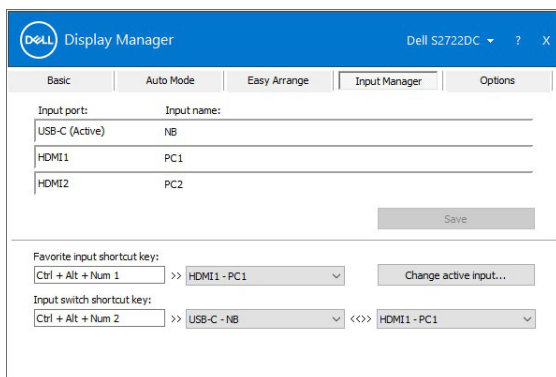 DELL Display Manager Dell S2722DC ? X
Basic Auto Mode Easy Arrange Input Manager Options
Input port: Input name:
USB-C (Active) NB
HDMI1 PC1
HDMI2 PC2
Save
Favorite input shortcut key:
Ctrl + Alt + Num 1 >> HDMI1 - PC1 Change active input...
Input switch shortcut key:
Ctrl + Alt + Num 2 >> USB-C - NB <<>> HDMI1 - PC1